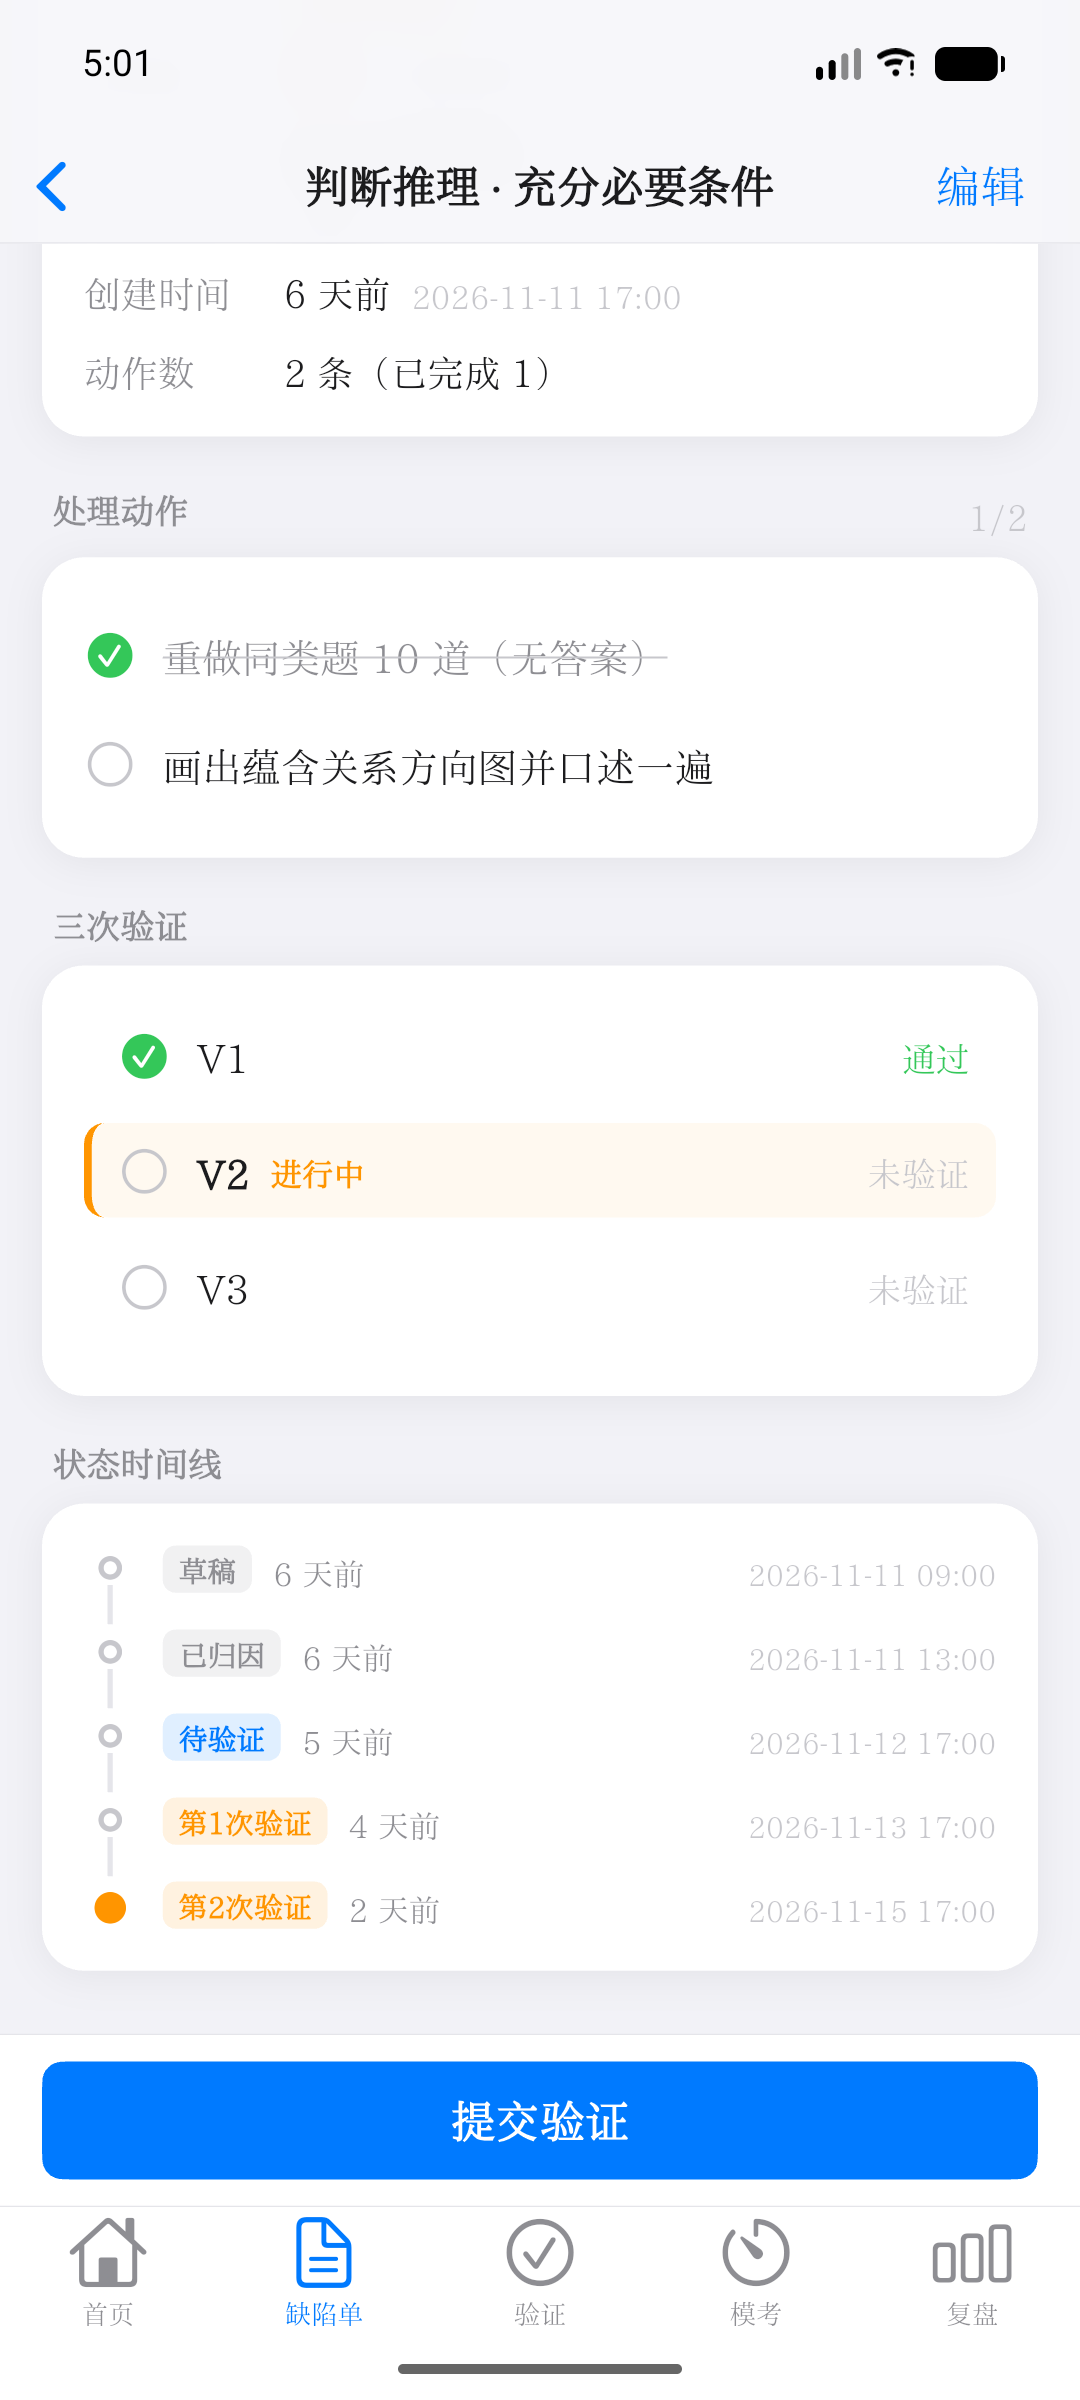 5:01
判断推理 · 充分必要条件
编辑
创建时间 6 天前 2026-11-11 17:00
动作数 2 条（已完成 1）
处理动作 1/2
重做同类题 10 道（无答案）
画出蕴含关系方向图并口述一遍
三次验证
V1 通过
V2 进行中 未验证
V3 未验证
状态时间线
草稿 6 天前 2026-11-11 09:00
已归因 6 天前 2026-11-11 13:00
待验证 5 天前 2026-11-12 17:00
第1次验证 4 天前 2026-11-13 17:00
第2次验证 2 天前 2026-11-15 17:00
提交验证
首页 缺陷单 验证 模考 复盘